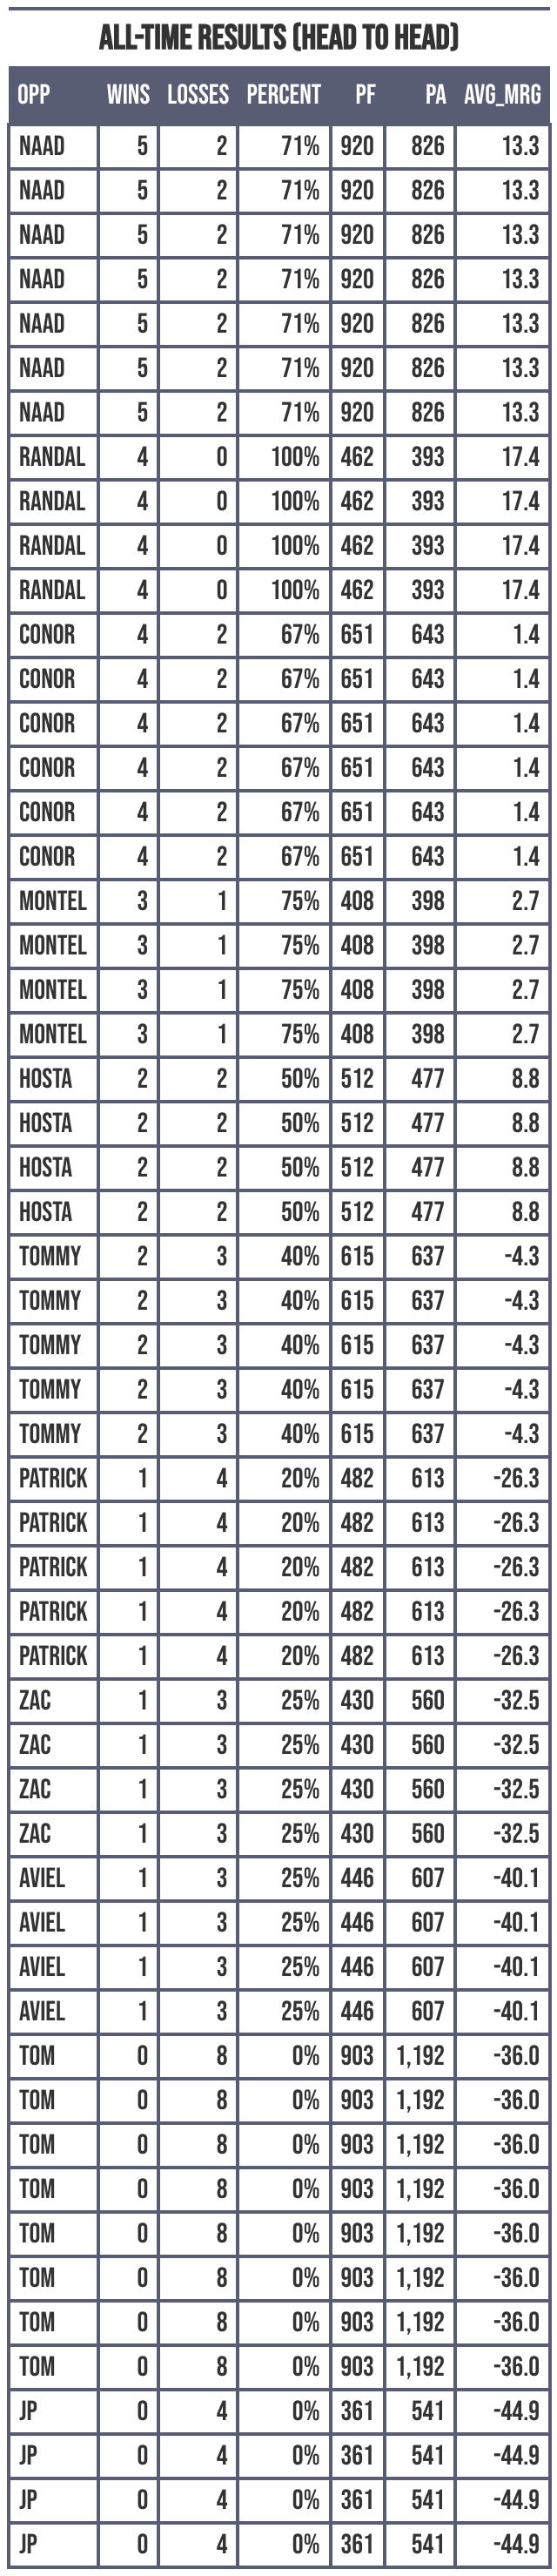 ALL-TIME RESULTS (HEAD TO HEAD)
OPP WINS LOSSES PERCENT PF PA AVG_MRG
NAAD 5 2 71% 920 826 13.3
NAAD 5 2 71% 920 826 13.3
NAAD 5 2 71% 920 826 13.3
NAAD 5 2 71% 920 826 13.3
NAAD 5 2 71% 920 826 13.3
NAAD 5 2 71% 920 826 13.3
NAAD 5 2 71% 920 826 13.3
RANDAL 4 0 100% 462 393 17.4
RANDAL 4 0 100% 462 393 17.4
RANDAL 4 0 100% 462 393 17.4
RANDAL 4 0 100% 462 393 17.4
CONOR 4 2 67% 651 643 1.4
CONOR 4 2 67% 651 643 1.4
CONOR 4 2 67% 651 643 1.4
CONOR 4 2 67% 651 643 1.4
CONOR 4 2 67% 651 643 1.4
CONOR 4 2 67% 651 643 1.4
MONTEL 3 1 75% 408 398 2.7
MONTEL 3 1 75% 408 398 2.7
MONTEL 3 1 75% 408 398 2.7
MONTEL 3 1 75% 408 398 2.7
HOSTA 2 2 50% 512 477 8.8
HOSTA 2 2 50% 512 477 8.8
HOSTA 2 2 50% 512 477 8.8
HOSTA 2 2 50% 512 477 8.8
TOMMY 2 3 40% 615 637 -4.3
TOMMY 2 3 40% 615 637 -4.3
TOMMY 2 3 40% 615 637 -4.3
TOMMY 2 3 40% 615 637 -4.3
TOMMY 2 3 40% 615 637 -4.3
PATRICK 1 4 20% 482 613 -26.3
PATRICK 1 4 20% 482 613 -26.3
PATRICK 1 4 20% 482 613 -26.3
PATRICK 1 4 20% 482 613 -26.3
PATRICK 1 4 20% 482 613 -26.3
ZAC 1 3 25% 430 560 -32.5
ZAC 1 3 25% 430 560 -32.5
ZAC 1 3 25% 430 560 -32.5
ZAC 1 3 25% 430 560 -32.5
AVIEL 1 3 25% 446 607 -40.1
AVIEL 1 3 25% 446 607 -40.1
AVIEL 1 3 25% 446 607 -40.1
AVIEL 1 3 25% 446 607 -40.1
TOM 0 8 0% 903 1,192 -36.0
TOM 0 8 0% 903 1,192 -36.0
TOM 0 8 0% 903 1,192 -36.0
TOM 0 8 0% 903 1,192 -36.0
TOM 0 8 0% 903 1,192 -36.0
TOM 0 8 0% 903 1,192 -36.0
TOM 0 8 0% 903 1,192 -36.0
TOM 0 8 0% 903 1,192 -36.0
JP 0 4 0% 361 541 -44.9
JP 0 4 0% 361 541 -44.9
JP 0 4 0% 361 541 -44.9
JP 0 4 0% 361 541 -44.9